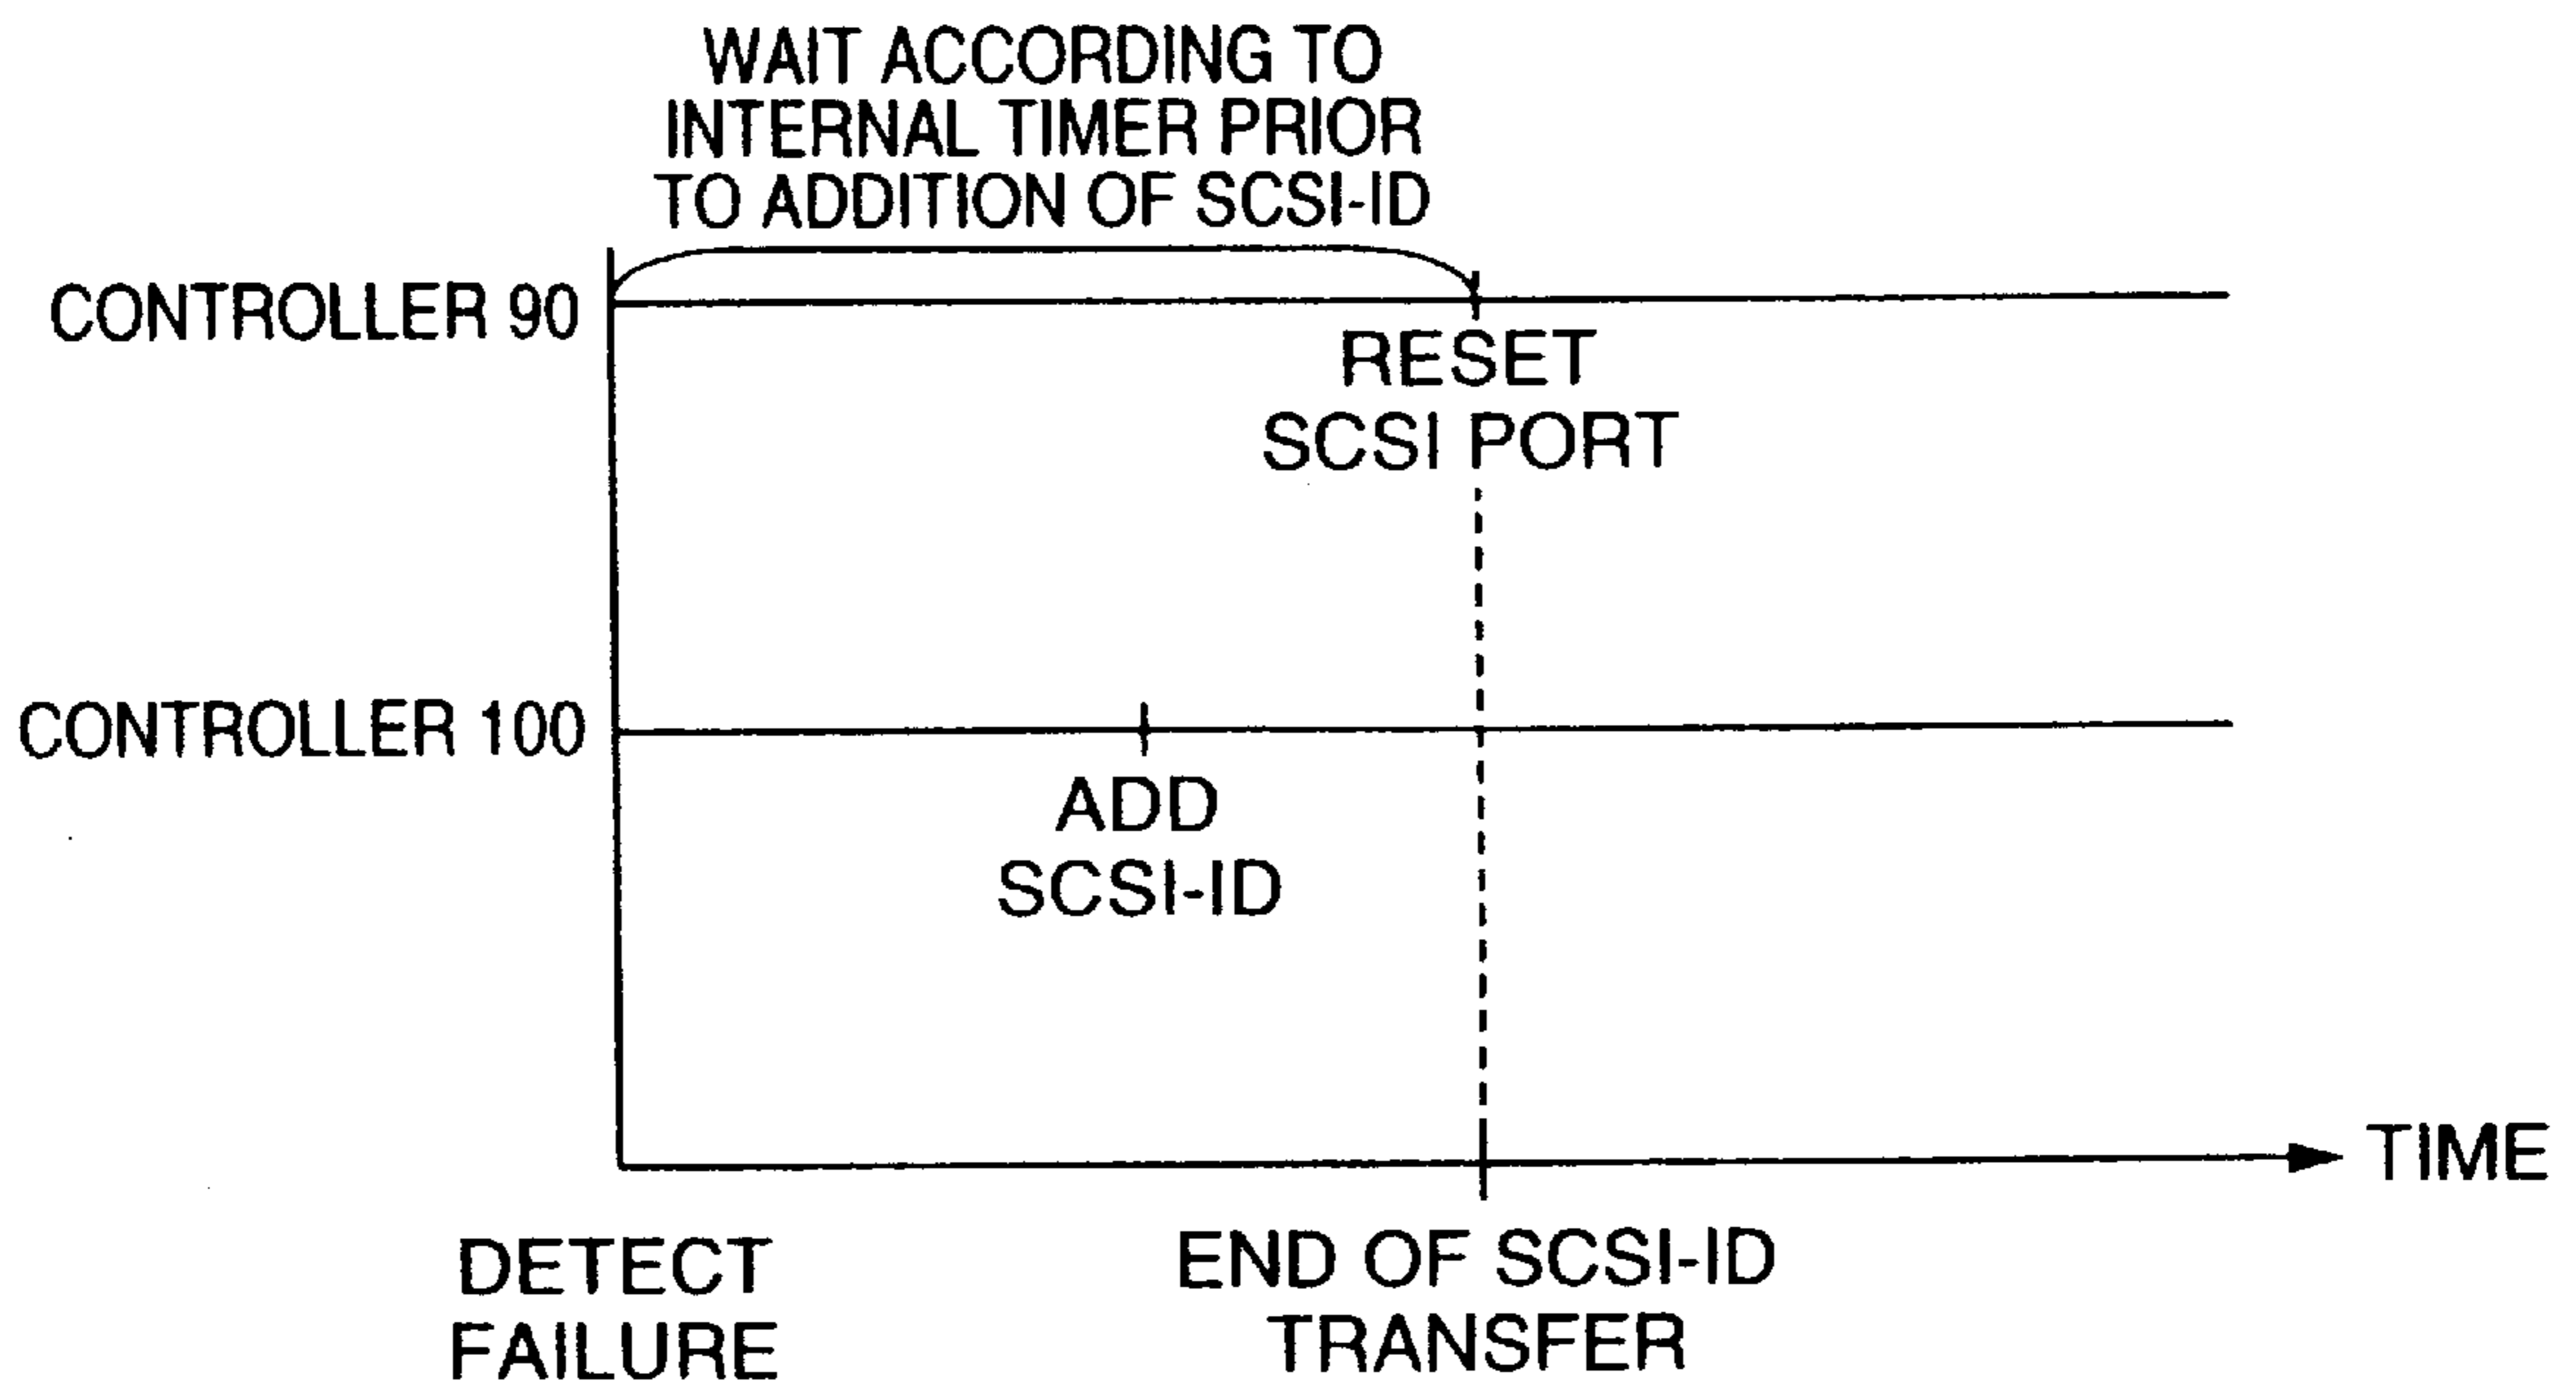 WAIT ACCORDING TO
INTERNAL TIMER PRIOR
TO ADDITION OF SCSI-ID
CONTROLLER 90
RESET
SCSI PORT
CONTROLLER 100
ADD
SCSI-ID
TIME
DETECT
FAILURE
END OF SCSI-ID
TRANSFER